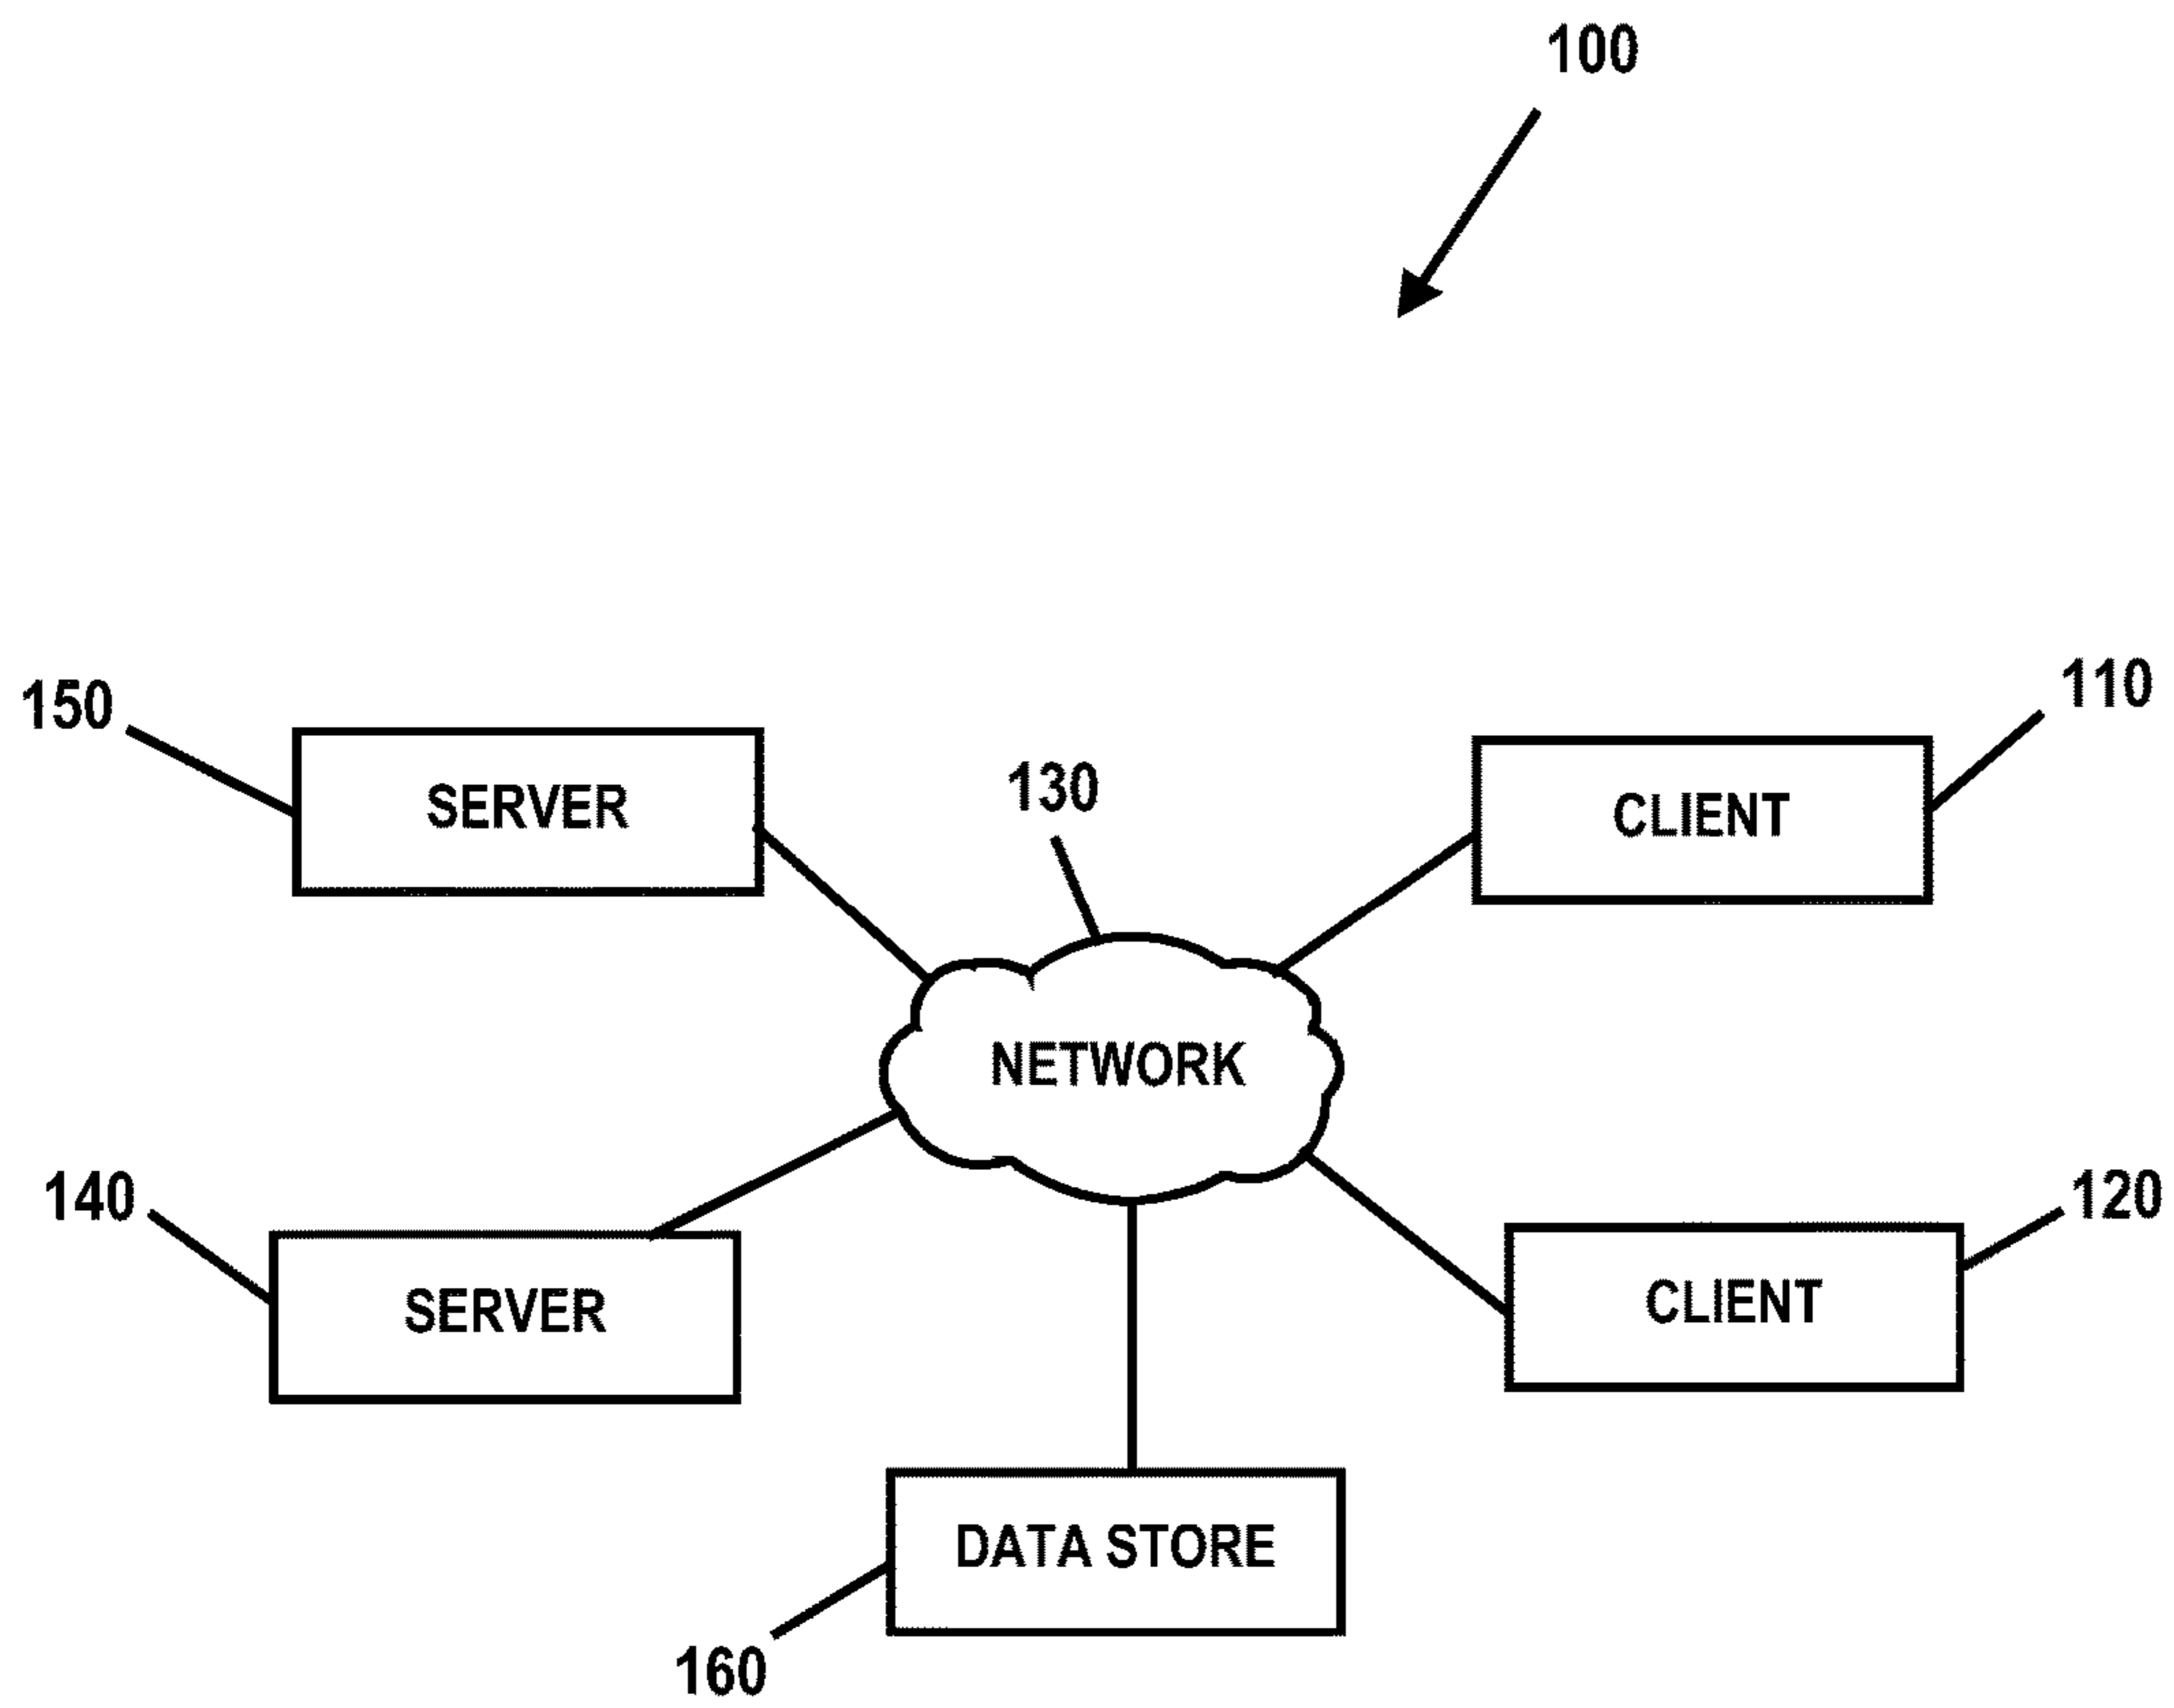 100
150
110
SERVER
130
CLIENT
NETWORK
140
120
SERVER
CLIENT
DATA STORE
160